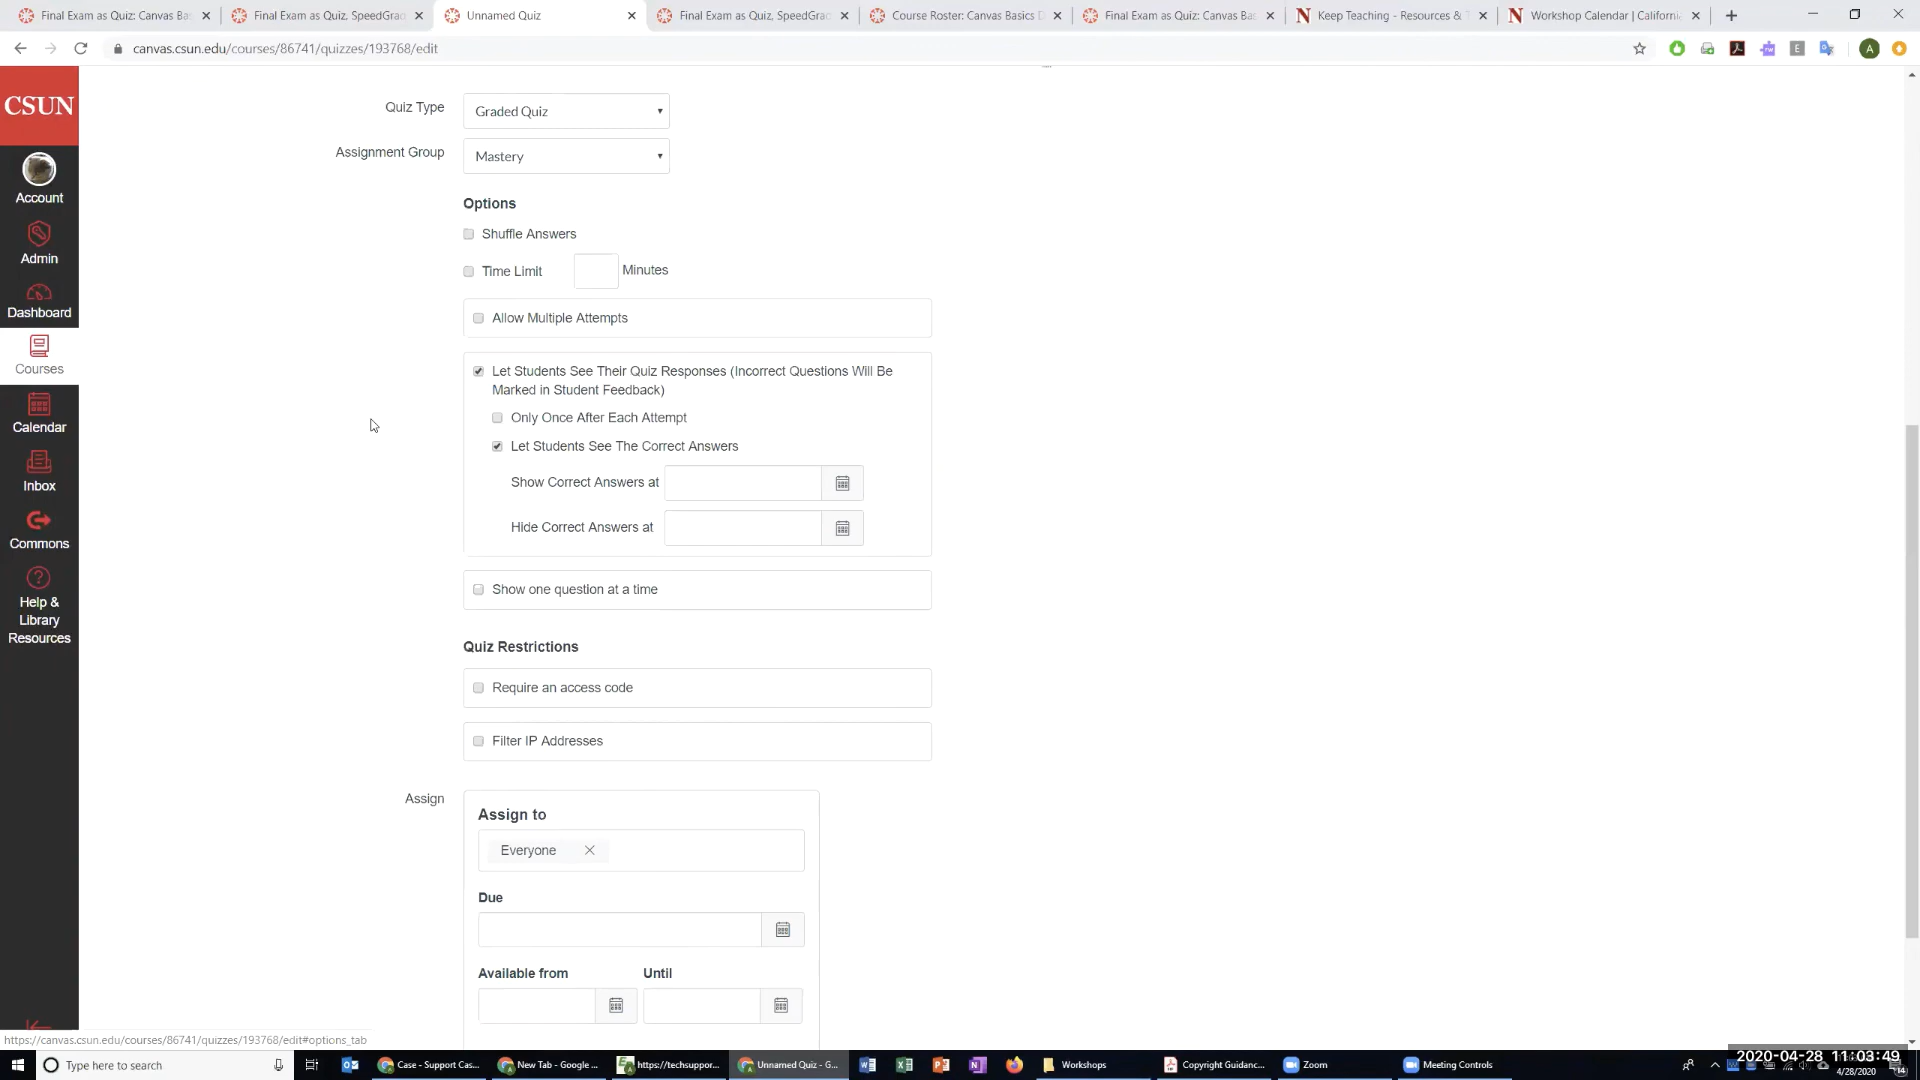 Final Exam as Quiz: Canvas Ba
Final Exam as Quiz, SpeedGra
Unnamed Quiz
Final Exam as Quiz, SpeedGra
Course Roster: Canvas Basics D
Final Exam as Quiz: Canvas Bas
Keep Teaching - Resources &
Workshop Calendar | Californi
canvas.csun.edu/courses/86741/quizzes/193768/edit
CSUN
Account
Admin
Dashboard
Courses
Calendar
Inbox
Commons
Help &
Library
Resources
Quiz Type
Graded Quiz
Assignment Group
Mastery
Options
Shuffle Answers
Time Limit
Minutes
Allow Multiple Attempts
Let Students See Their Quiz Responses (Incorrect Questions Will Be
Marked in Student Feedback)
Only Once After Each Attempt
Let Students See The Correct Answers
Show Correct Answers at
Hide Correct Answers at
Show one question at a time
Quiz Restrictions
Require an access code
Filter IP Addresses
Assign
Assign to
Everyone
Due
Available from
Until
https://canvas.csun.edu/courses/86741/quizzes/193768/edit#options_tab
Type here to search
Case - Support Cas...
New Tab - Google ...
https://techsuppor...
Unnamed Quiz - G...
Workshops
Copyright Guidanc...
Zoom
Meeting Controls
2020-04-28 11:03:49
4/28/2020